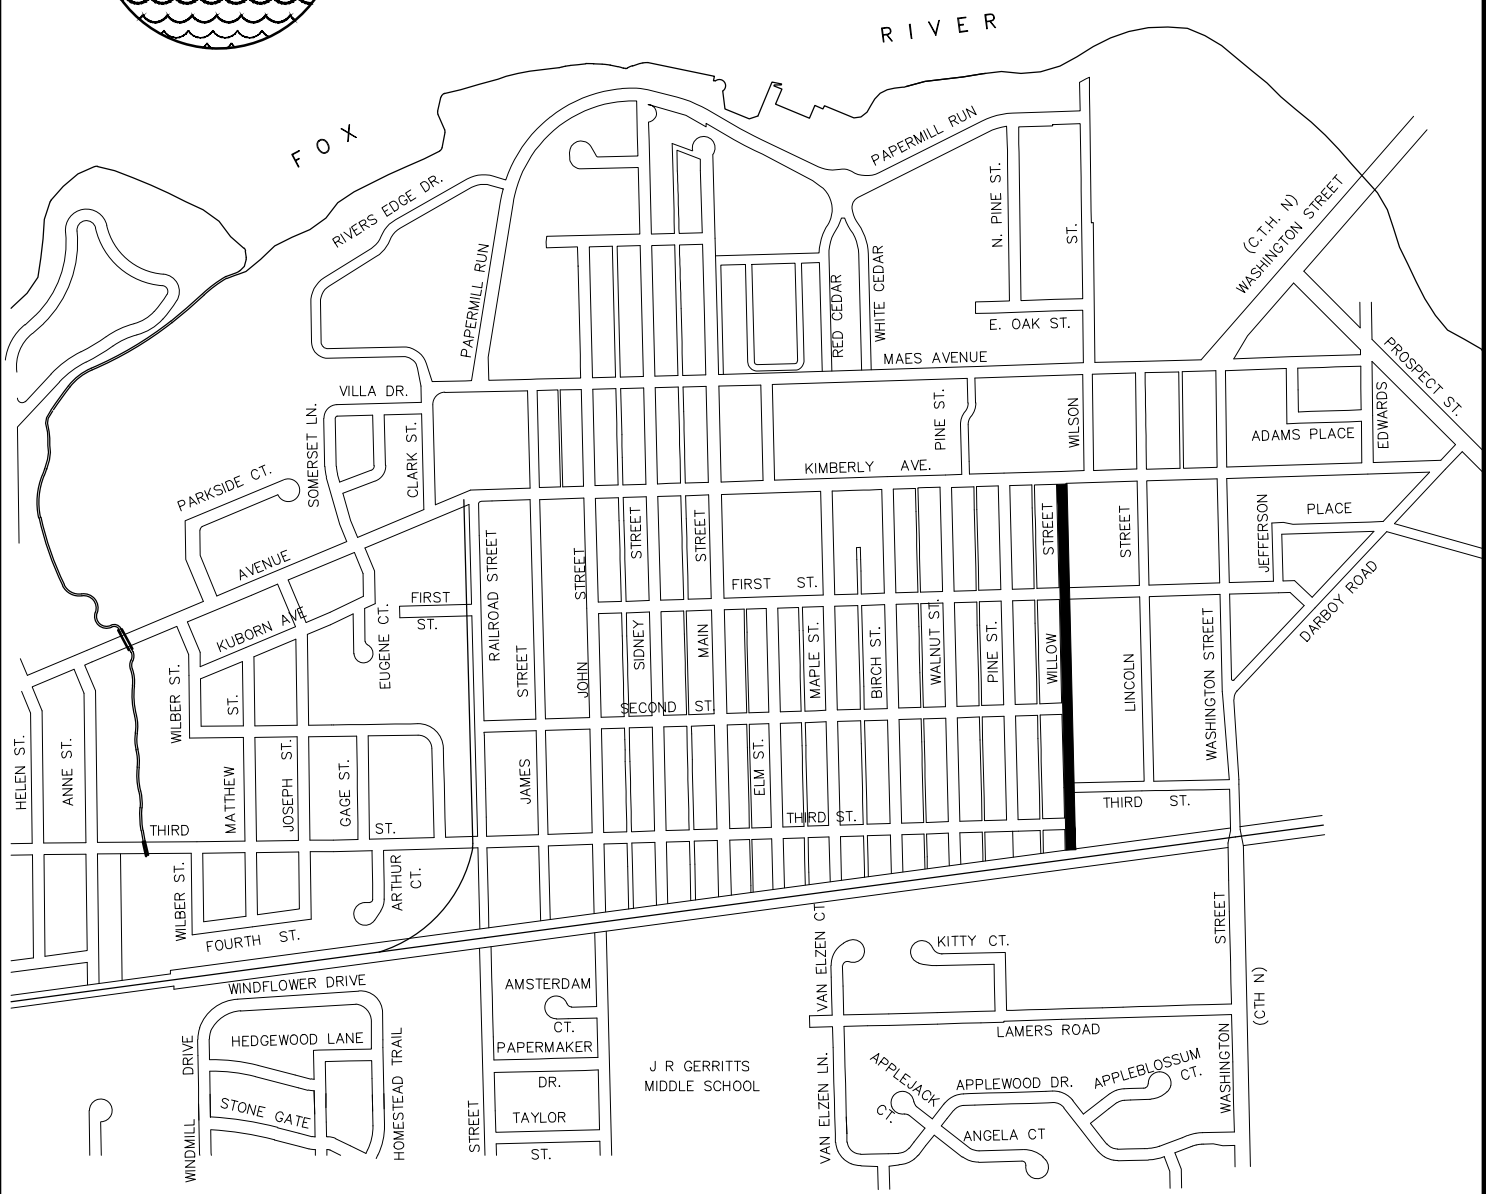 RIVER
FOX
PAPERMILL RUN
RIVERS EDGE DR.
N. PINE ST.
ST.
(C.T.H. N)
WASHINGTON STREET
PAPERMILL RUN
RED CEDAR
WHITE CEDAR
E. OAK ST.
MAES AVENUE
PROSPECT ST.
VILLA DR.
SOMERSET LN.
CLARK ST.
PINE ST.
WILSON
EDWARDS
ADAMS PLACE
KIMBERLY AVE.
PARKSIDE CT.
AVENUE
RAILROAD STREET
STREET
STREET
STREET
STREET
STREET
JEFFERSON
PLACE
FIRST ST.
FIRST
ST.
DARBOY ROAD
KUBORN AVE
EUGENE CT.
WILBER ST.
ST.
STREET
JOHN
SIDNEY
MAIN
MAPLE ST.
BIRCH ST.
WALNUT ST.
PINE ST.
WILLOW
LINCOLN
WASHINGTON STREET
SECOND ST.
HELEN ST.
ANNE ST.
MATTHEW
JOSEPH ST.
GAGE ST.
JAMES
ELM ST.
THIRD ST.
THIRD ST.
THIRD ST.
WILBER ST.
ARTHUR
CT.
FOURTH ST.
VAN ELZEN CT.
KITTY CT.
STREET
WINDFLOWER DRIVE
AMSTERDAM
CT.
(CTH N)
HEDGEWOOD LANE
PAPERMAKER
DR.
LAMERS ROAD
WINDMILL DRIVE
HOMESTEAD TRAIL
J R GERRITTS
MIDDLE SCHOOL
APPLEJACK
CT.
APPLEWOOD DR.
APPLEBLOSSUM
CT.
WASHINGTON
STONE GATE
STREET
TAYLOR
ST.
VAN ELZEN LN.
ANGELA CT